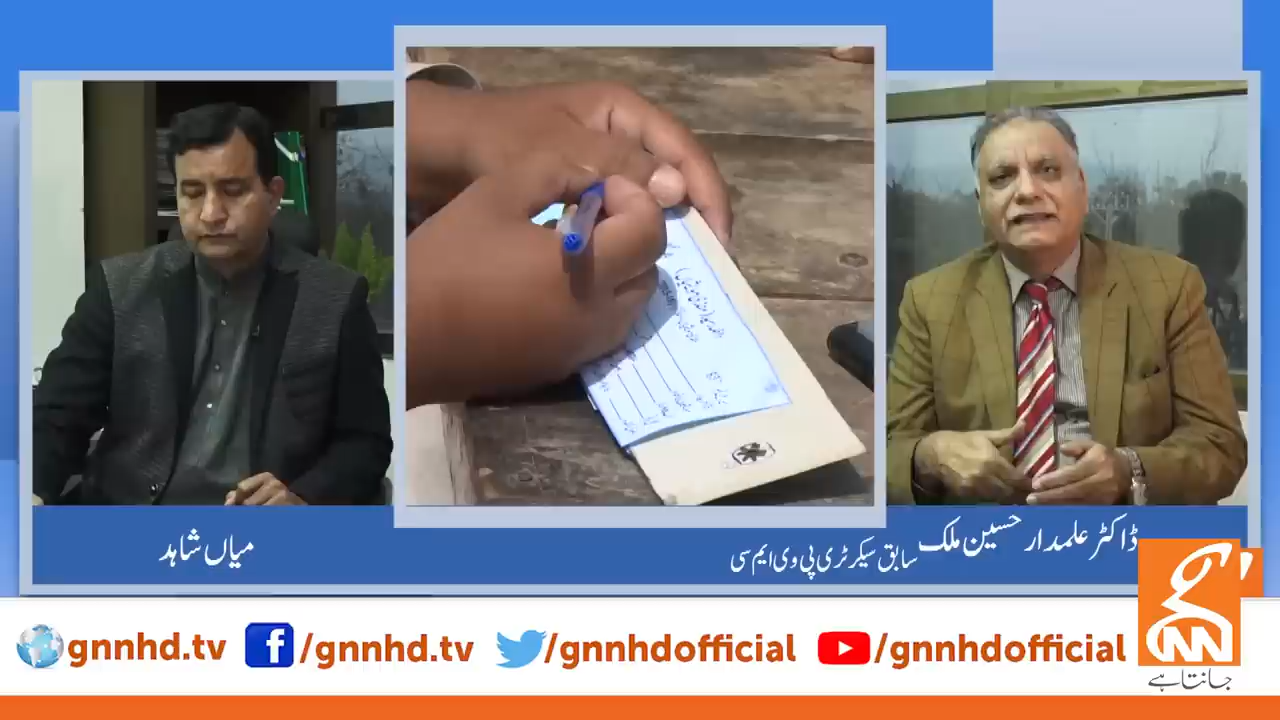 میاں شاہد
ڈاکٹر علمدار حسین ملک
سابق سیکرٹری پی وی ایم سی
gnnhd.tv
/gnnhd.tv
/gnnhdofficial
/gnnhdofficial
GNN
جانتا ہے